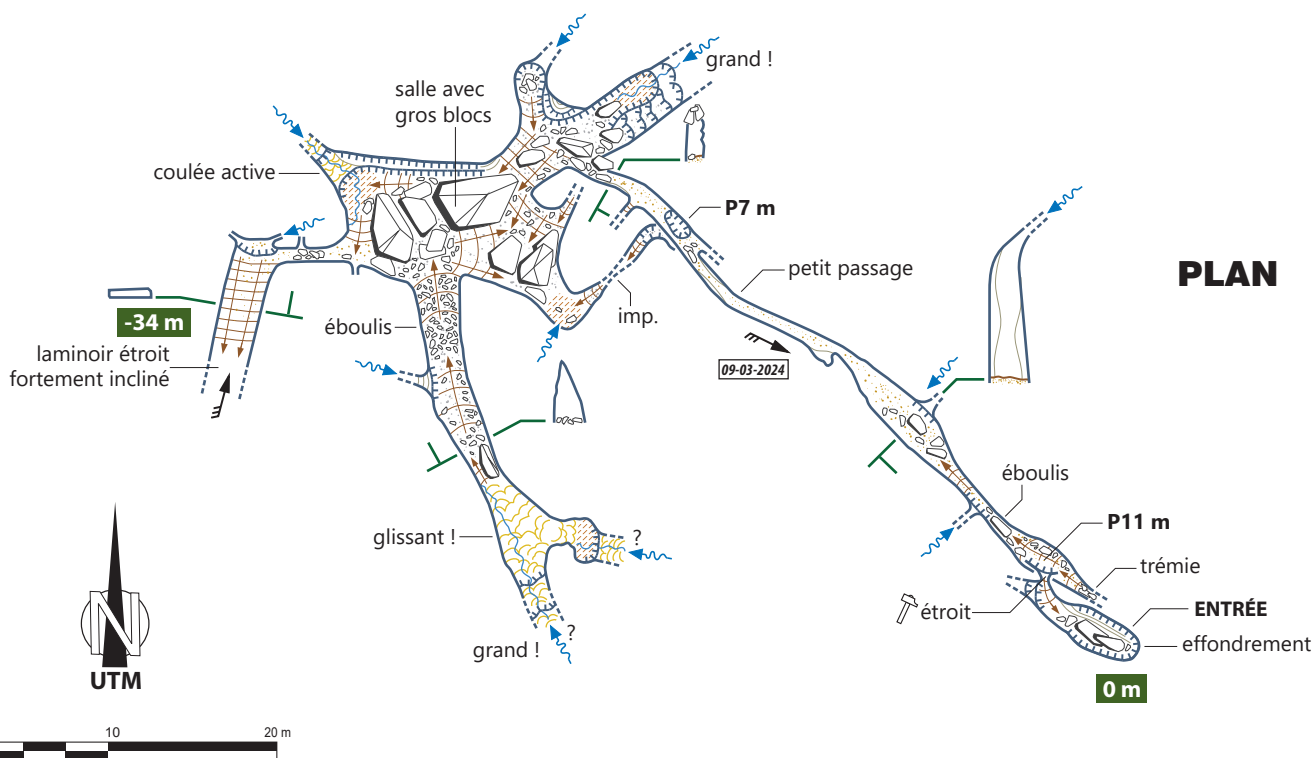 grand !
salle avec
gros blocs
coulée active
P7 m
petit passage
PLAN
-34 m
éboulis
imp.
laminoir étroit
fortement incliné
09-03-2024
éboulis
P11 m
glissant !
?
trémie
étroit
ENTRÉE
effondrement
grand !
?
N
UTM
0 m
10
20 m